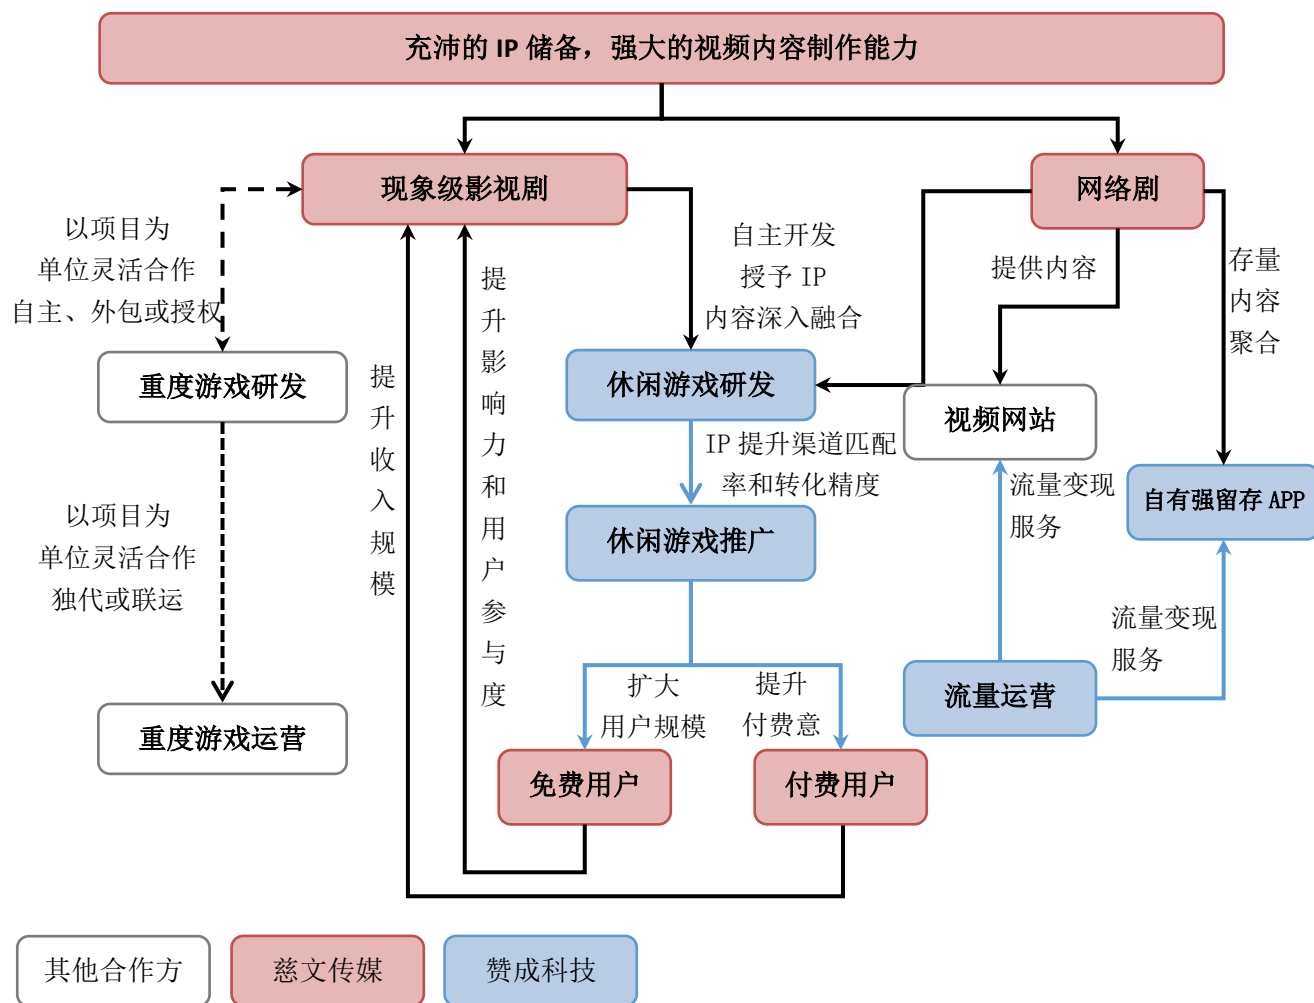 充沛的 IP 储备，强大的视频内容制作能力
现象级影视剧
网络剧
以项目为
单位灵活合作
自主、外包或授权
自主开发
授予 IP
内容深入融合
提供内容
存量
内容
聚合
提升影响力和用户参与度
提升收入规模
重度游戏研发
休闲游戏研发
视频网站
IP 提升渠道匹配
率和转化精度
流量变现
服务
自有强留存 APP
以项目为
单位灵活合作
独代或联运
休闲游戏推广
流量变现
服务
扩大
用户规模
提升
付费意
流量运营
重度游戏运营
免费用户
付费用户
其他合作方
慈文传媒
赞成科技